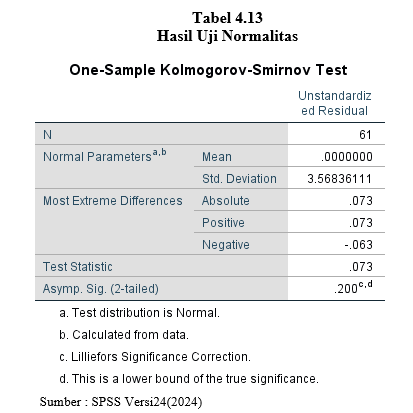 Tabel 4.13
Hasil Uji Normalitas
One-Sample Kolmogorov-Smirnov Test
Unstandardiz
ed Residual
N 61
Normal Parametersa,b Mean .0000000
Std. Deviation 3.56836111
Most Extreme Differences Absolute .073
Positive .073
Negative -.063
Test Statistic .073
Asymp. Sig. (2-tailed) .200c,d
a. Test distribution is Normal.
b. Calculated from data.
c. Lilliefors Significance Correction.
d. This is a lower bound of the true significance.
Sumber : SPSS Versi24(2024)